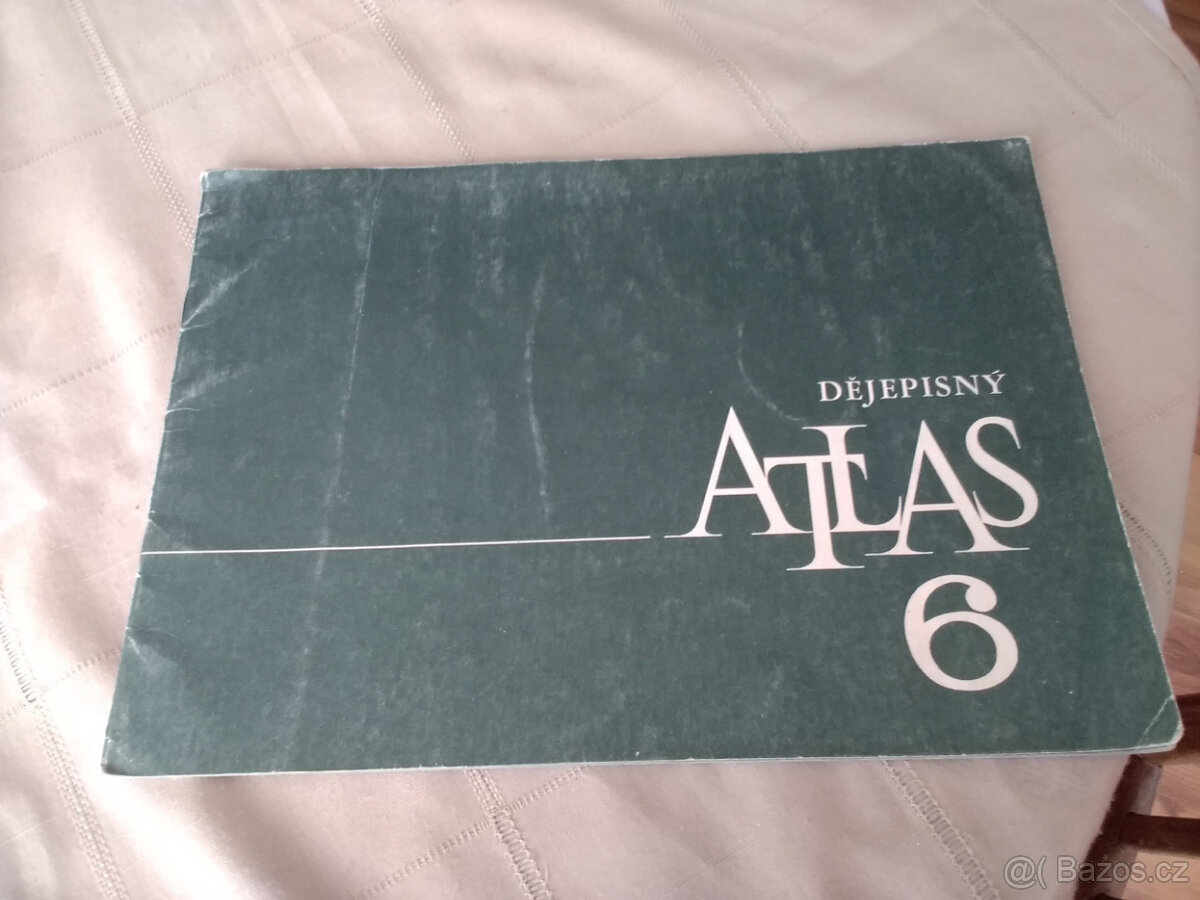 DĚJEPISNÝ
ATLAS
6
@( Bazos.cz